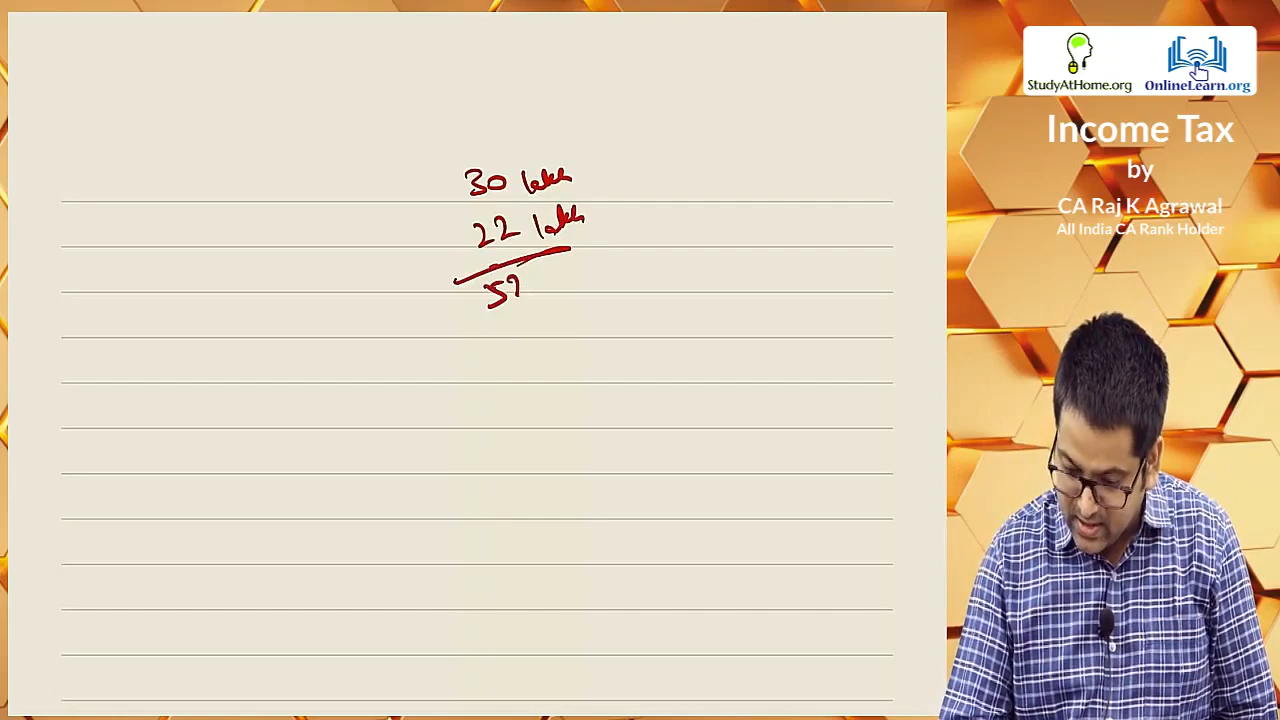 30 lakh
22 lakh
StudyAtHome.org
OnlineLearn.org
Income Tax
by
CA Raj K Agrawal
All India CA Rank Holder